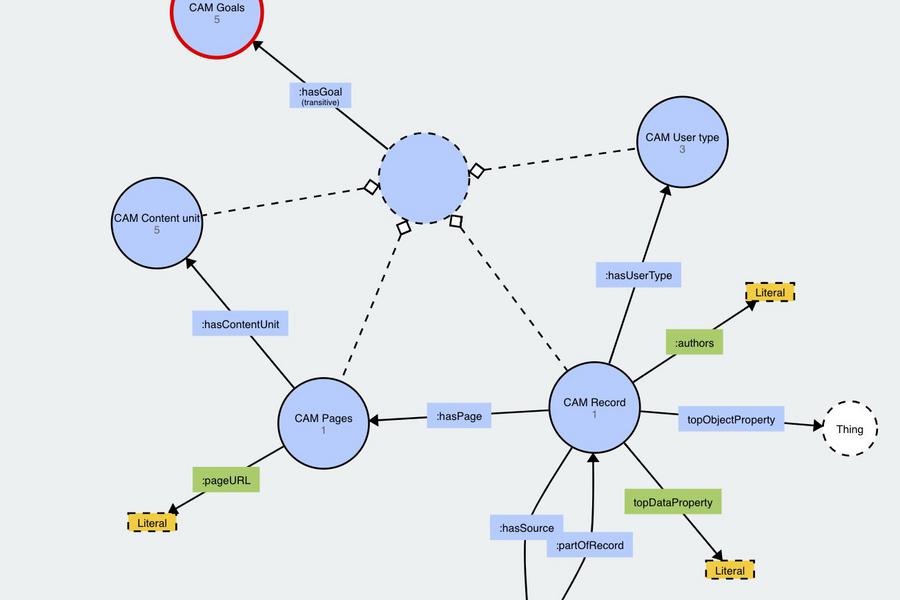 CAM Goals
5
:hasGoal
(transitive)
CAM User type
3
CAM Content unit
5
:hasUserType
Literal
:hasContentUnit
:authors
CAM Record
1
:hasPage
CAM Pages
1
topObjectProperty
Thing
:pageURL
topDataProperty
Literal
:hasSource
:partOfRecord
Literal